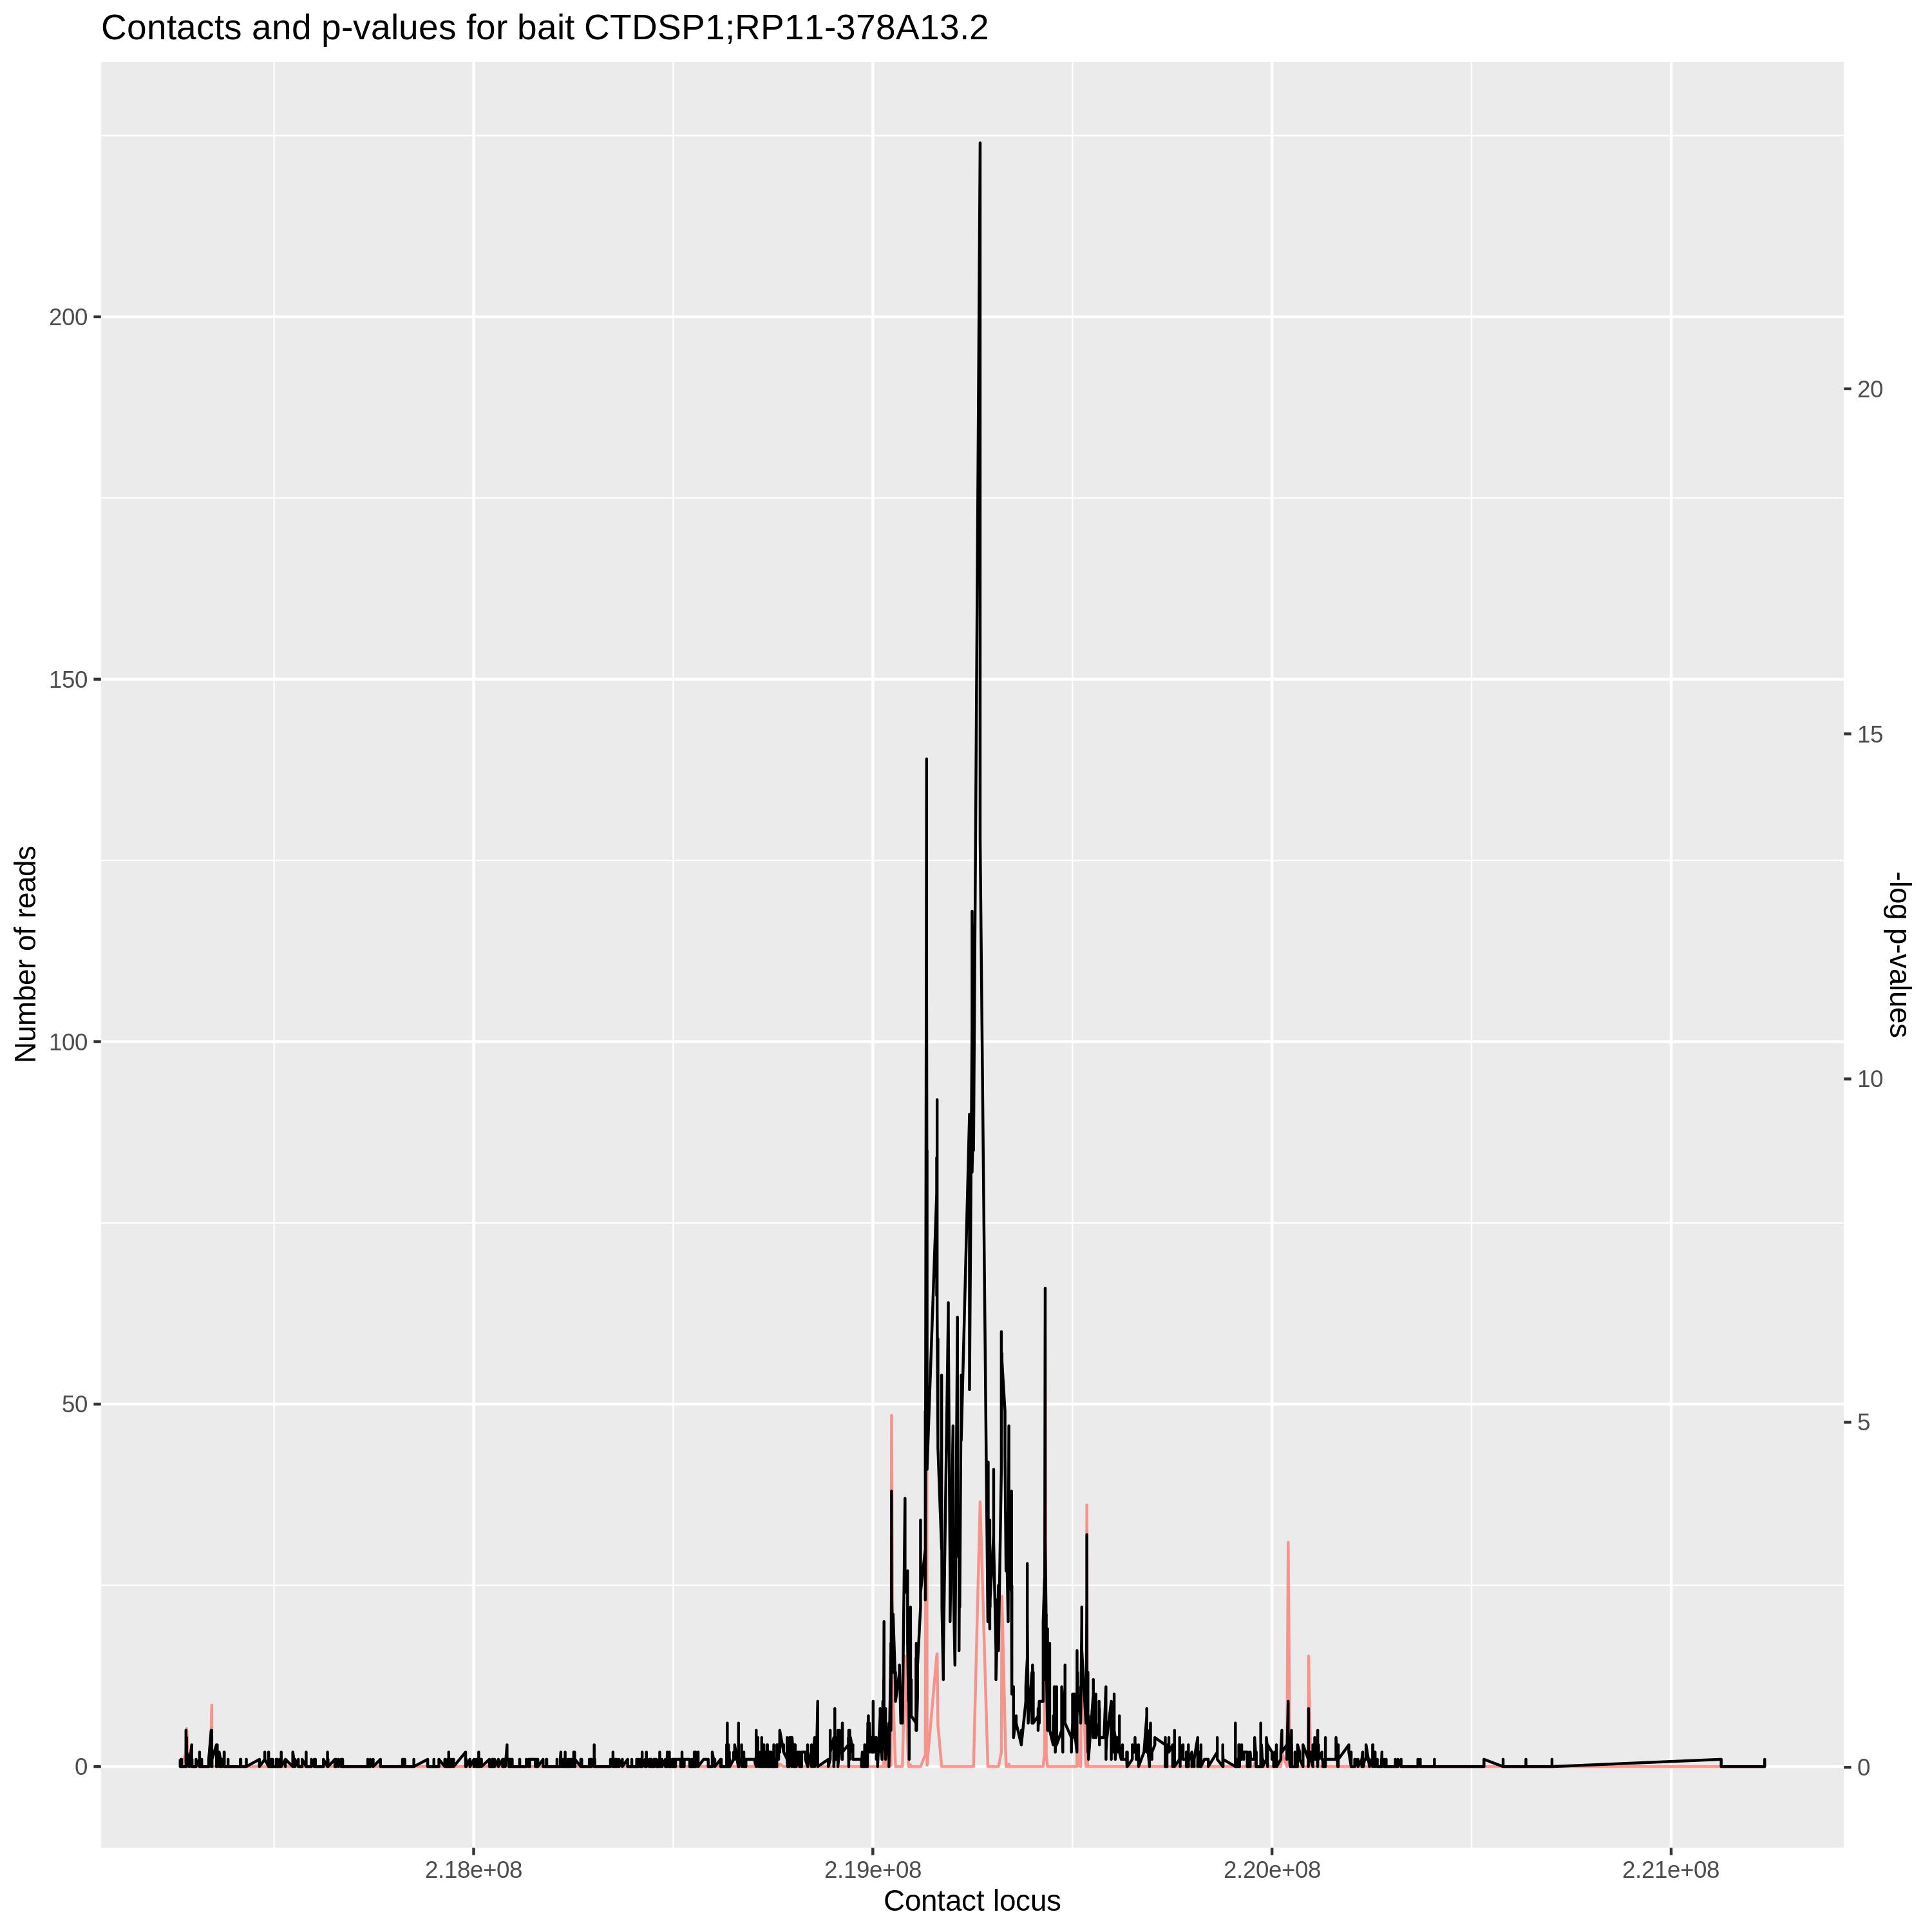 Contacts and p-values for bait CTDSP1;RP11-378A13.2
200
150
100
50
0
Number of reads
20
15
10
5
0
-log p-values
2.18e+08
2.19e+08
2.20e+08
2.21e+08
Contact locus